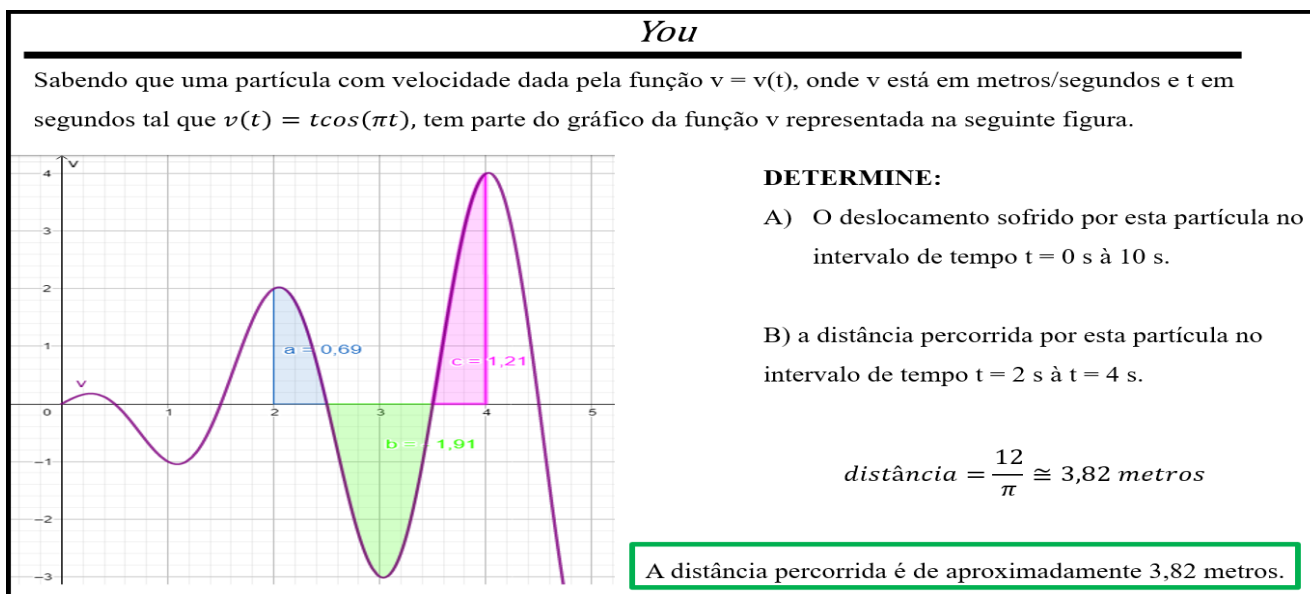 You
Sabendo que uma partícula com velocidade dada pela função v = v(t), onde v está em metros/segundos e t em
segundos tal que v(t) = tcos(πt), tem parte do gráfico da função v representada na seguinte figura.
v
4
3
2
1
0
−1
−2
−3
1
2
3
4
5
v
a = 0,69
b = − 1,91
c = 1,21
DETERMINE:
A) O deslocamento sofrido por esta partícula no
intervalo de tempo t = 0 s à 10 s.
B) a distância percorrida por esta partícula no
intervalo de tempo t = 2 s à t = 4 s.
distância = 12/π ≅ 3,82 metros
A distância percorrida é de aproximadamente 3,82 metros.